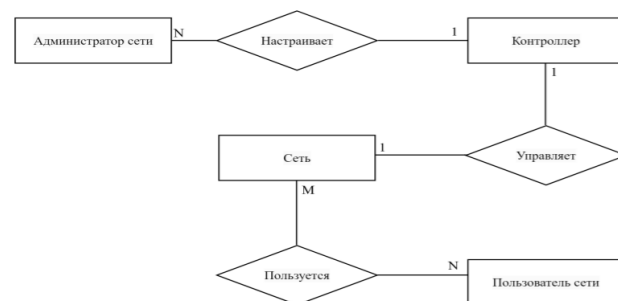 Администратор сети
N
Настраивает
1
Контроллер
1
Сеть
1
Управляет
M
Пользуется
N
Пользователь сети